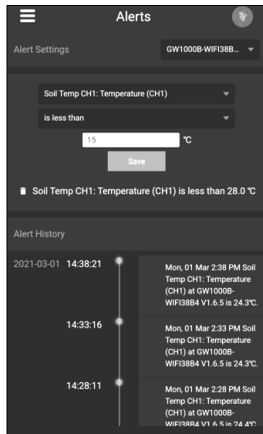 Alerts
Alert Settings
GW1000B-WIFI38B...
Soil Temp CH1: Temperature (CH1)
is less than
15 ℃
Save
Soil Temp CH1: Temperature (CH1) is less than 28.0 ℃
Alert History
2021-03-01 14:38:21
Mon, 01 Mar 2:38 PM Soil
Temp CH1: Temperature
(CH1) at GW1000B-
WIFI38B4 V1.6.5 is 24.3℃.
14:33:16
Mon, 01 Mar 2:33 PM Soil
Temp CH1: Temperature
(CH1) at GW1000B-
WIFI38B4 V1.6.5 is 24.3℃.
14:28:11
Mon, 01 Mar 2:28 PM Soil
Temp CH1: Temperature
(CH1) at GW1000B-
WIFI38B4 V1.6.5 is 24.4℃.